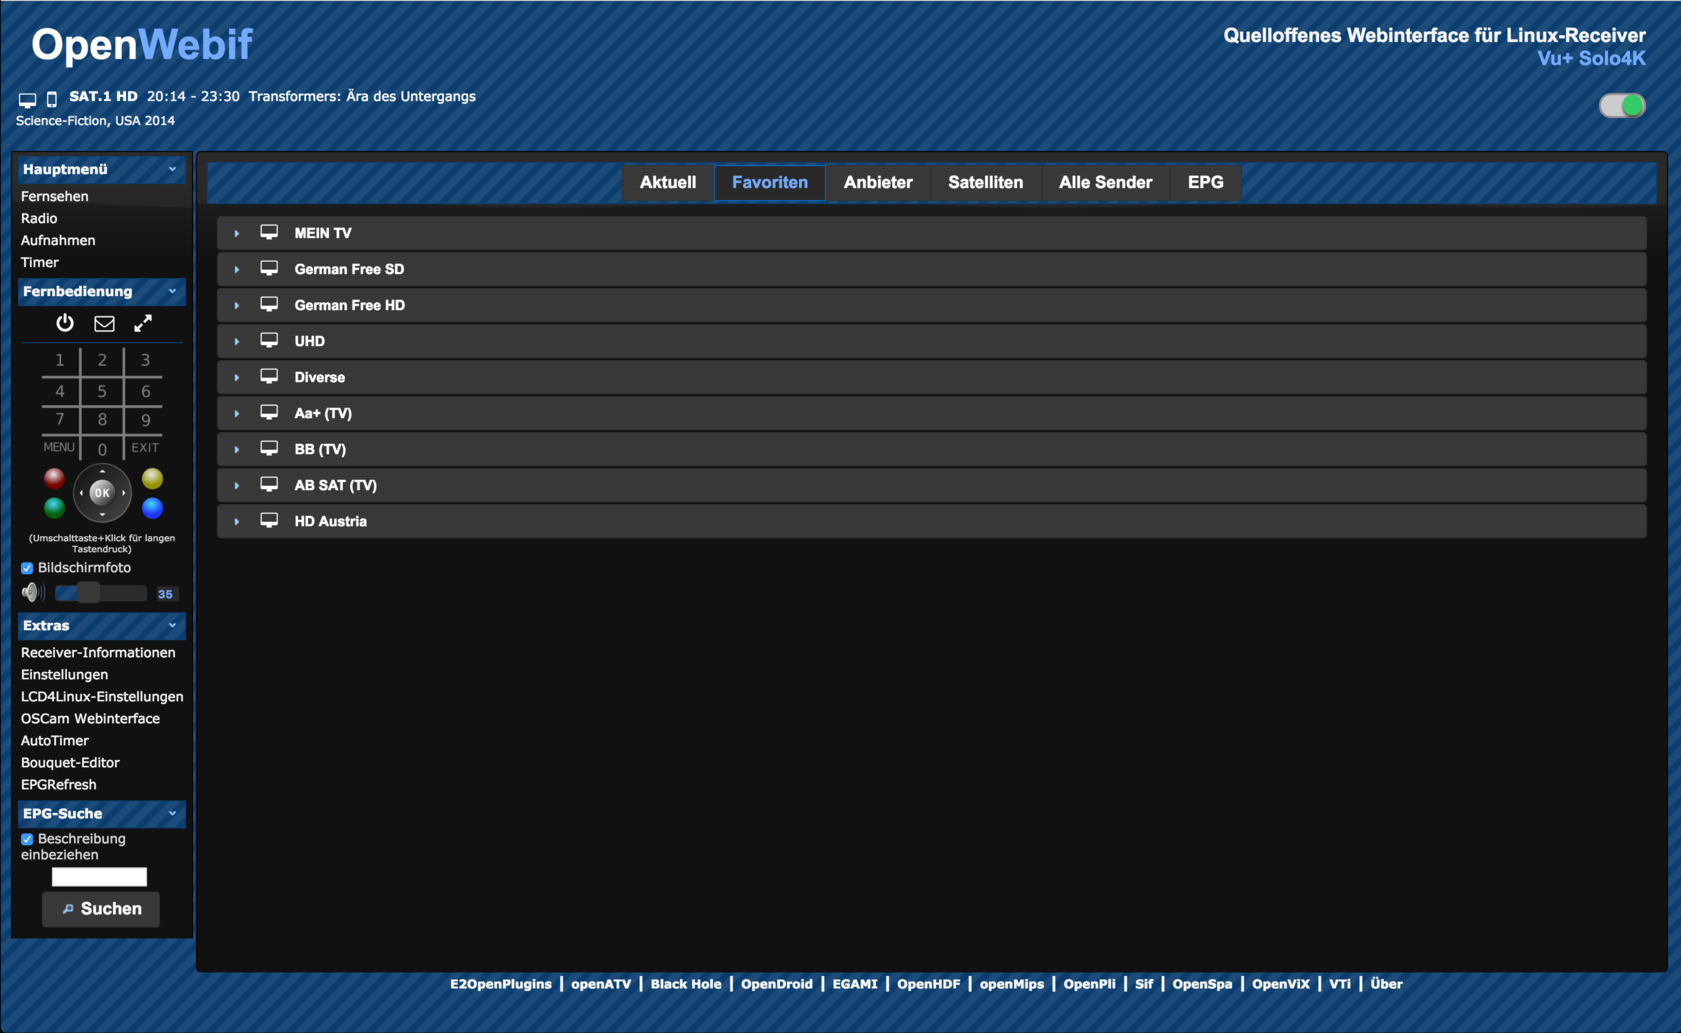 OpenWebif
Quelloffenes Webinterface für Linux-Receiver
Vu+ Solo4K
SAT.1 HD 20:14 - 23:30 Transformers: Ära des Untergangs
Science-Fiction, USA 2014
Hauptmenü
Fernsehen
Radio
Aufnahmen
Timer
Fernbedienung
1 2 3
4 5 6
7 8 9
MENU 0 EXIT
OK
(Umschalttaste+Klick für langen
Tastendruck)
Bildschirmfoto
35
Extras
Receiver-Informationen
Einstellungen
LCD4Linux-Einstellungen
OSCam Webinterface
AutoTimer
Bouquet-Editor
EPGRefresh
EPG-Suche
Beschreibung
einbeziehen
Suchen
Aktuell Favoriten Anbieter Satelliten Alle Sender EPG
MEIN TV
German Free SD
German Free HD
UHD
Diverse
Aa+ (TV)
BB (TV)
AB SAT (TV)
HD Austria
E2OpenPlugins | openATV | Black Hole | OpenDroid | EGAMI | OpenHDF | openMips | OpenPli | Sif | OpenSpa | OpenViX | VTi | Über